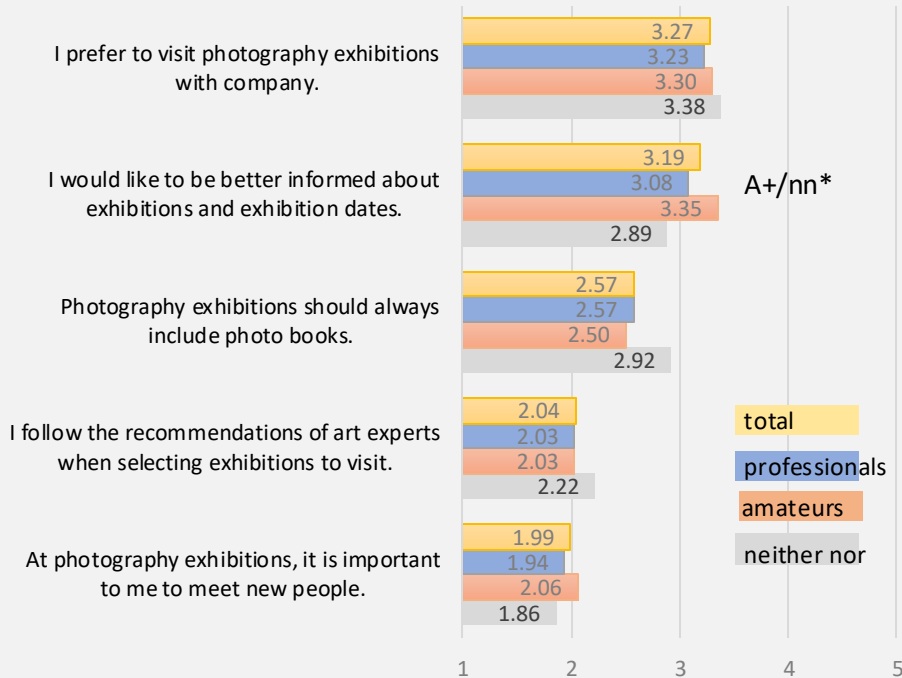 I prefer to visit photography exhibitions
with company.
3.27
3.23
3.30
3.38
I would like to be better informed about
exhibitions and exhibition dates.
3.19
3.08
3.35
2.89
A+/nn*
Photography exhibitions should always
include photo books.
2.57
2.57
2.50
2.92
I follow the recommendations of art experts
when selecting exhibitions to visit.
2.04
2.03
2.03
2.22
At photography exhibitions, it is important
to me to meet new people.
1.99
1.94
2.06
1.86
total
professionals
amateurs
neither nor
1 2 3 4 5